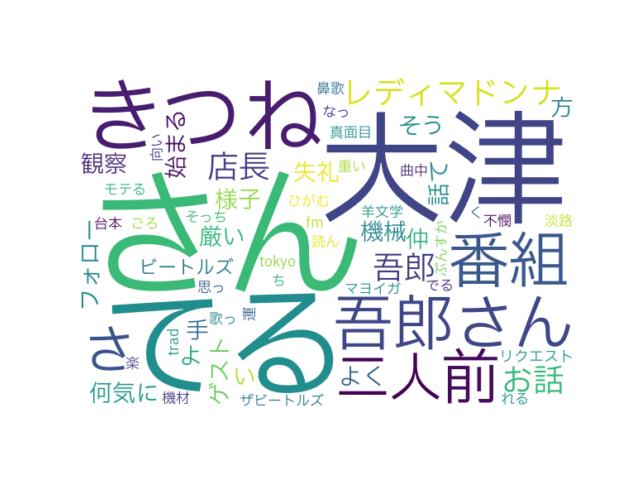 きつね
大津
さん
てる
番組
吾郎さん
二人前
レディマドンナ
鼻歌
なっ
真面目
そう
方
始まる
向い
観察
店長
失礼
重い
曲中
話て
モテる
様子
ひがむ
羊文学
く
不憫
淡路
台本
ごろ
そっち
厳い
fm
読ん
機械
仲
ぷんすか
フォロー
ビートルズ
tokyo
吾郎
でる
思っ
ち
マヨイガ
さ
trad
手
歌っ
運
よ
リクエスト
楽
ゲスト
い
よく
お話
何気に
機材
ザビートルズ
れる